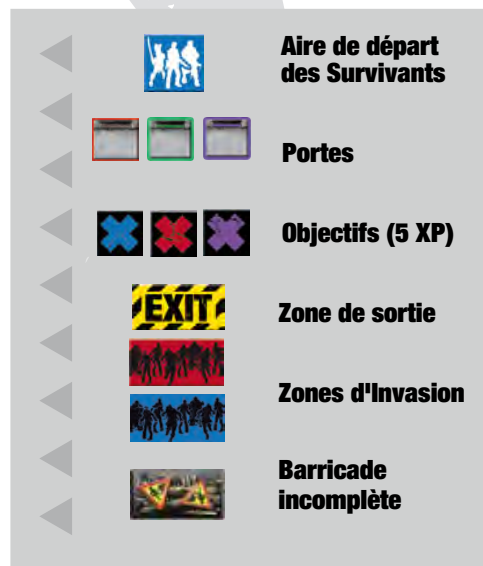 Aire de départ
des Survivants
Portes
Objectifs (5 XP)
EXIT
Zone de sortie
Zones d'Invasion
Barricade
incomplète